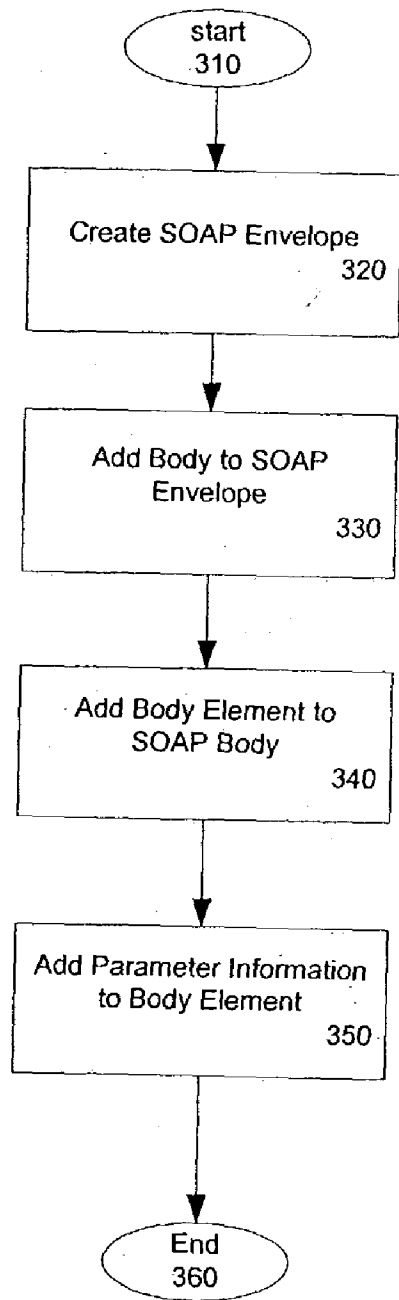 start
310
Create SOAP Envelope
320
Add Body to SOAP
Envelope
330
Add Body Element to
SOAP Body
340
Add Parameter Information
to Body Element
350
End
360